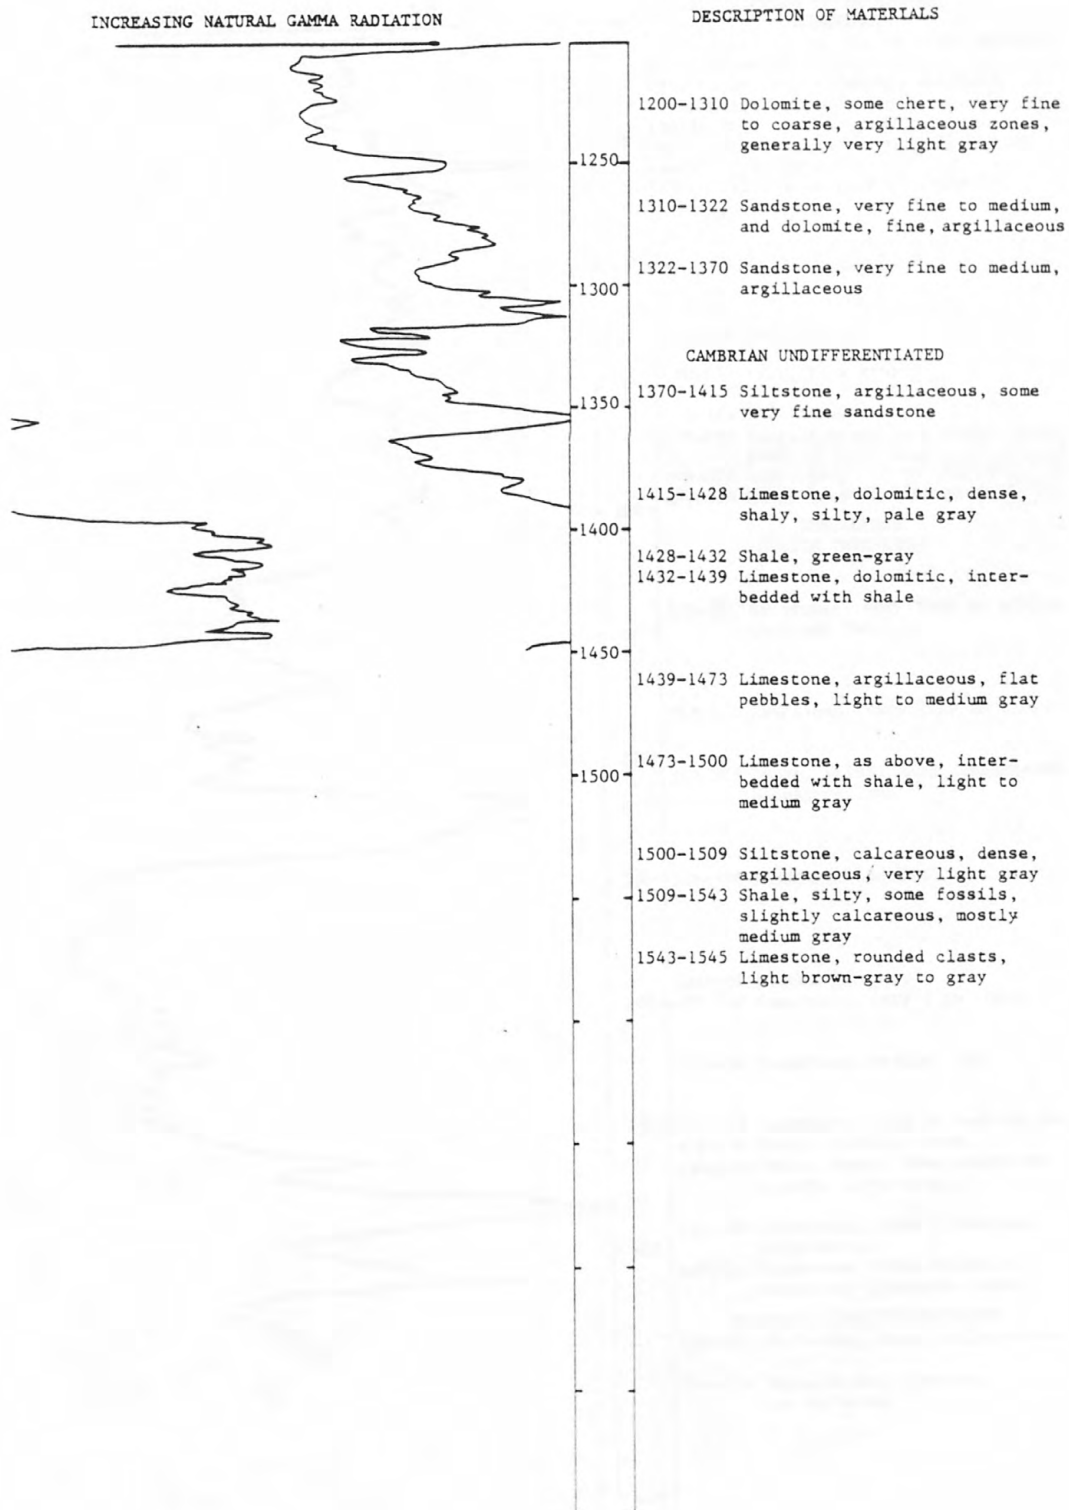 INCREASING NATURAL GAMMA RADIATION
DESCRIPTION OF MATERIALS
1200-1310 Dolomite, some chert, very fine
to coarse, argillaceous zones,
generally very light gray
1250
1310-1322 Sandstone, very fine to medium,
and dolomite, fine, argillaceous
1322-1370 Sandstone, very fine to medium,
argillaceous
1300
CAMBRIAN UNDIFFERENTIATED
1370-1415 Siltstone, argillaceous, some
very fine sandstone
1350
1415-1428 Limestone, dolomitic, dense,
shaly, silty, pale gray
1400
1428-1432 Shale, green-gray
1432-1439 Limestone, dolomitic, inter-
bedded with shale
1450
1439-1473 Limestone, argillaceous, flat
pebbles, light to medium gray
1473-1500 Limestone, as above, inter-
bedded with shale, light to
medium gray
1500
1500-1509 Siltstone, calcareous, dense,
argillaceous, very light gray
1509-1543 Shale, silty, some fossils,
slightly calcareous, mostly
medium gray
1543-1545 Limestone, rounded clasts,
light brown-gray to gray